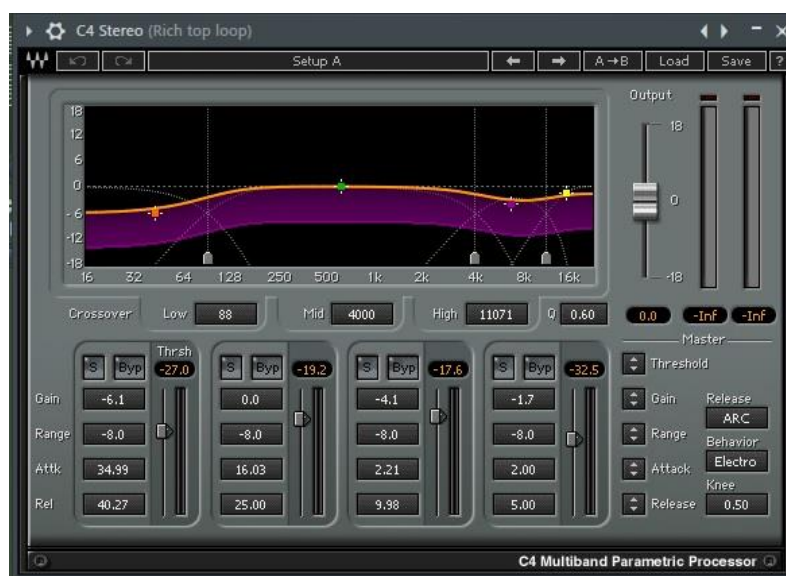 C4 Stereo (Rich top loop)
Setup A A→B Load Save ?
Output
18
12
6
0
-6
-12
-18
16 32 64 128 250 500 1k 2k 4k 8k 16k
18
0
-18
Crossover Low 88 Mid 4000 High 11071 Q 0.60
0.0 -Inf -Inf
Master
Thrsh
S Byp -27.0 S Byp -19.2 S Byp -17.6 S Byp -32.5
Threshold
Gain -6.1 0.0 -4.1 -1.7 Gain Release
ARC
Range -8.0 -8.0 -8.0 -8.0 Range Behavior
Electro
Attk 34.99 16.03 2.21 2.00 Attack
Knee
Rel 40.27 25.00 9.98 5.00 Release 0.50
C4 Multiband Parametric Processor